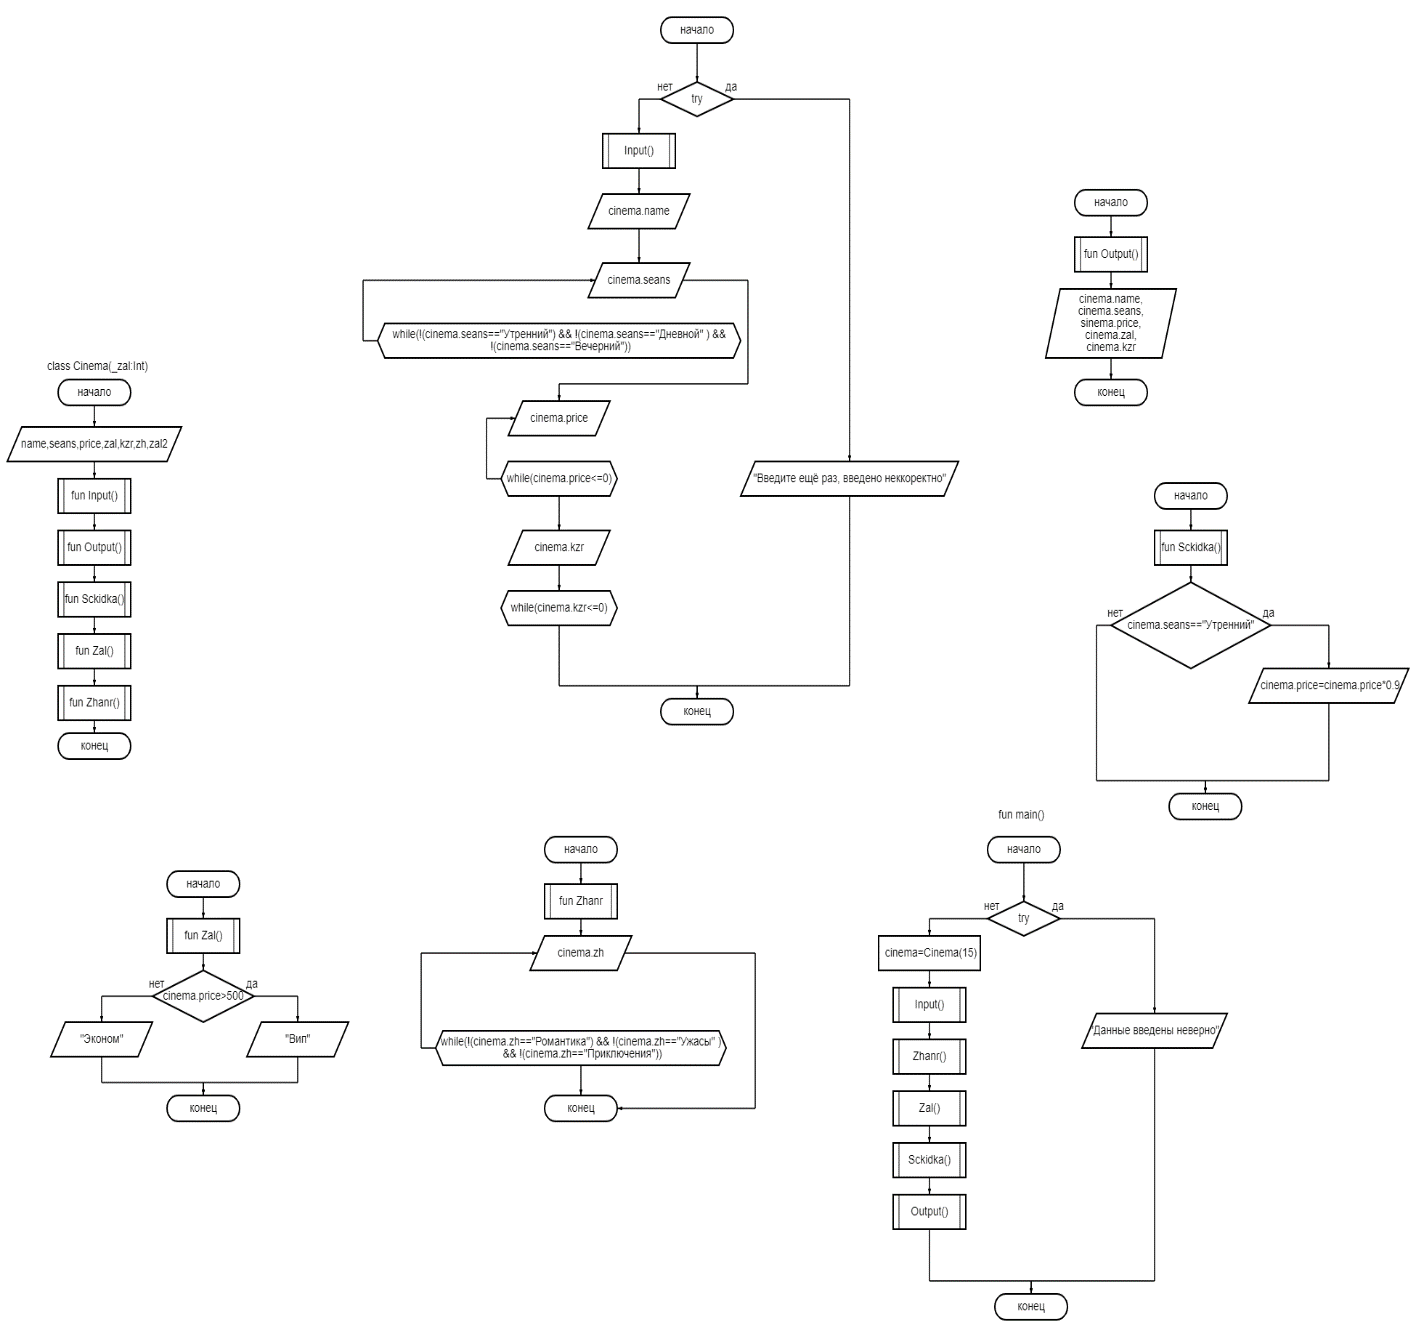 начало
нет
да
try
Input()
cinema.name
cinema.seans
while(!(cinema.seans=="Утренний") && !(cinema.seans=="Дневной" ) &&
!(cinema.seans=="Вечерний"))
cinema.price
while(cinema.price<=0)
cinema.kzr
while(cinema.kzr<=0)
"Введите ещё раз, введено неккоректно"
конец
class Cinema(_zal:Int)
начало
name,seans,price,zal,kzr,zh,zal2
fun Input()
fun Output()
fun Sckidka()
fun Zal()
fun Zhanr()
конец
начало
fun Output()
cinema.name,
cinema.seans,
sinema.price,
cinema.zal,
cinema.kzr
конец
начало
fun Sckidka()
нет
да
cinema.seans=="Утренний"
cinema.price=cinema.price*0.9
конец
начало
fun Zal()
нет
да
cinema.price>500
"Эконом"
"Вип"
конец
начало
fun Zhanr
cinema.zh
while(!(cinema.zh=="Романтика") && !(cinema.zh=="Ужасы" )
&& !(cinema.zh=="Приключения"))
конец
fun main()
начало
нет
да
try
cinema=Cinema(15)
Input()
Zhanr()
Zal()
Sckidka()
Output()
"Данные введены неверно"
конец